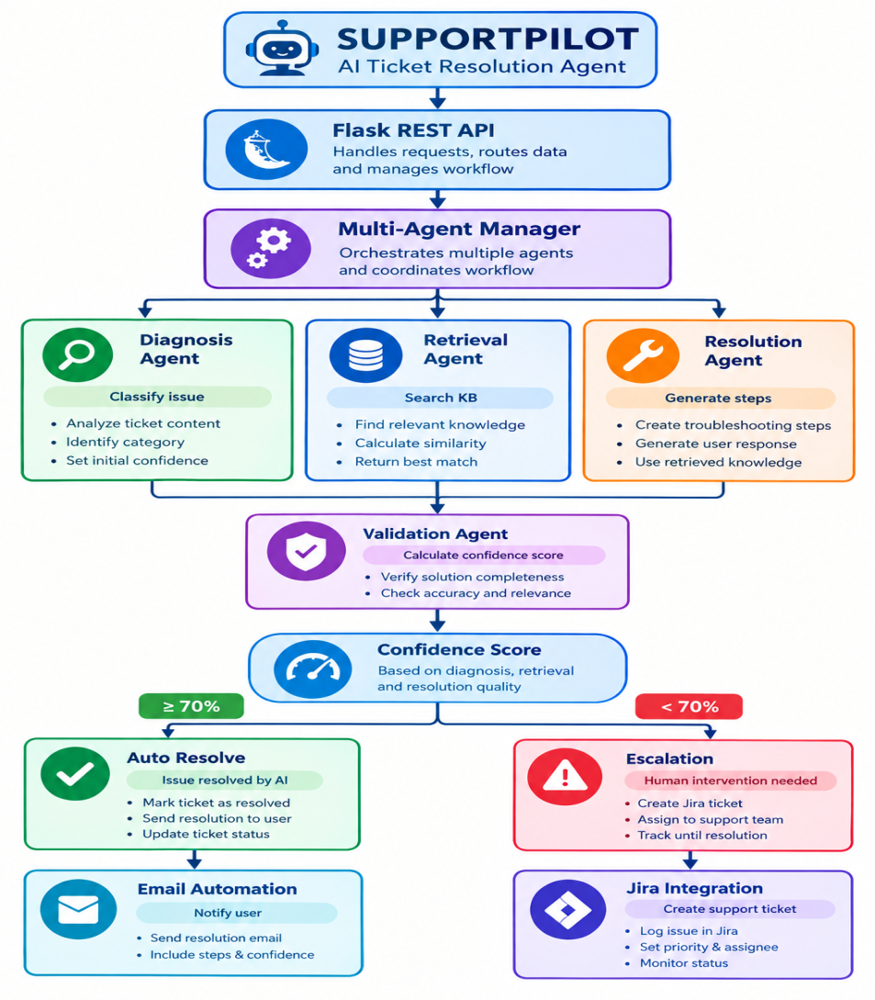 SUPPORTPILOT
AI Ticket Resolution Agent
Flask REST API
Handles requests, routes data
and manages workflow
Multi-Agent Manager
Orchestrates multiple agents
and coordinates workflow
Diagnosis
Agent
Classify issue
• Analyze ticket content
• Identify category
• Set initial confidence
Retrieval
Agent
Search KB
• Find relevant knowledge
• Calculate similarity
• Return best match
Resolution
Agent
Generate steps
• Create troubleshooting steps
• Generate user response
• Use retrieved knowledge
Validation Agent
Calculate confidence score
• Verify solution completeness
• Check accuracy and relevance
Confidence Score
Based on diagnosis, retrieval
and resolution quality
≥ 70%
< 70%
Auto Resolve
Issue resolved by AI
• Mark ticket as resolved
• Send resolution to user
• Update ticket status
Escalation
Human intervention needed
• Create Jira ticket
• Assign to support team
• Track until resolution
Email Automation
Notify user
• Send resolution email
• Include steps & confidence
Jira Integration
Create support ticket
• Log issue in Jira
• Set priority & assignee
• Monitor status